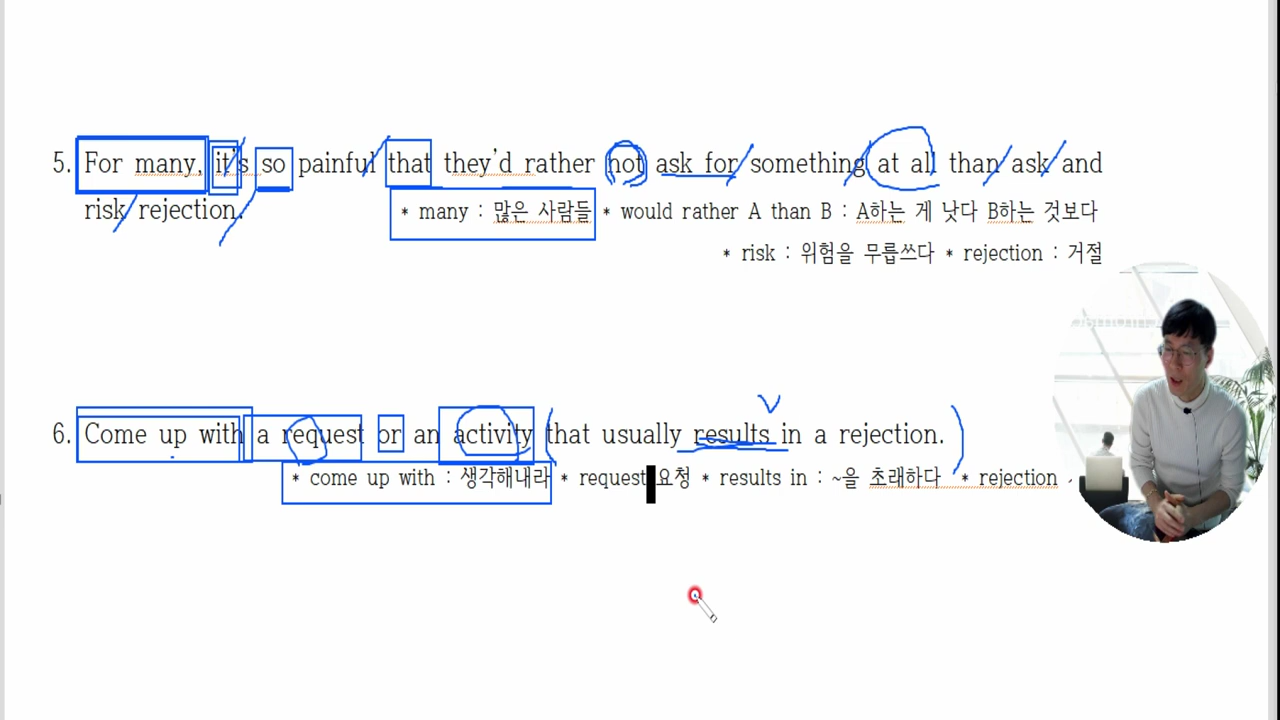 5. For many, it's so painful that they'd rather not ask for something at all than ask and
risk rejection.
* many : 많은 사람들 * would rather A than B : A하는 게 낫다 B하는 것보다
* risk : 위험을 무릅쓰다 * rejection : 거절
6. Come up with a request or an activity that usually results in a rejection.
* come up with : 생각해내라 * request 요청 * results in : ~을 초래하다 * rejection